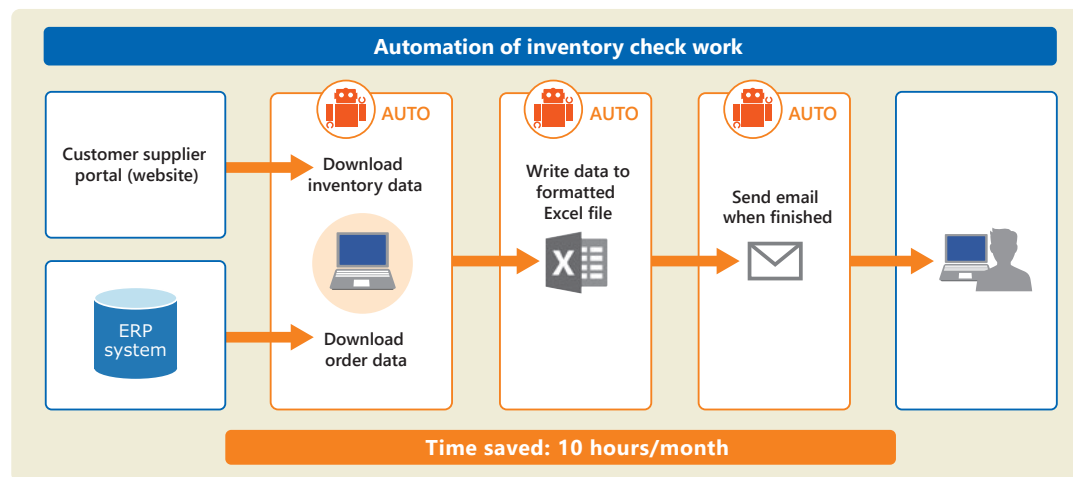 Automation of inventory check work
Customer supplier
portal (website)
ERP
system
AUTO
Download
inventory data
Download
order data
AUTO
Write data to
formatted
Excel file
X
AUTO
Send email
when finished
Time saved: 10 hours/month